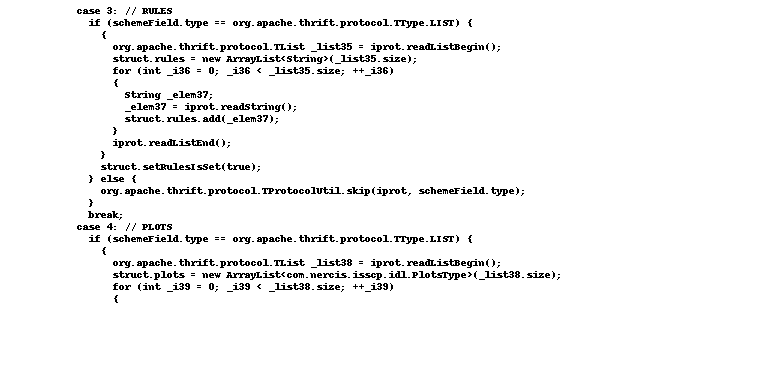 case 3: // RULES
if (schemeField.type == org.apache.thrift.protocol.TType.LIST) {
{
org.apache.thrift.protocol.TList _list35 = iprot.readListBegin();
struct.rules = new ArrayList<String>(_list35.size);
for (int _i36 = 0; _i36 < _list35.size; ++_i36)
{
String _elem37;
_elem37 = iprot.readString();
struct.rules.add(_elem37);
}
iprot.readListEnd();
}
struct.setRulesIsSet(true);
} else {
org.apache.thrift.protocol.TProtocolUtil.skip(iprot, schemeField.type);
}
break;
case 4: // PLOTS
if (schemeField.type == org.apache.thrift.protocol.TType.LIST) {
{
org.apache.thrift.protocol.TList _list38 = iprot.readListBegin();
struct.plots = new ArrayList<com.nercis.isscp.idl.PlotsType>(_list38.size);
for (int _i39 = 0; _i39 < _list38.size; ++_i39)
{